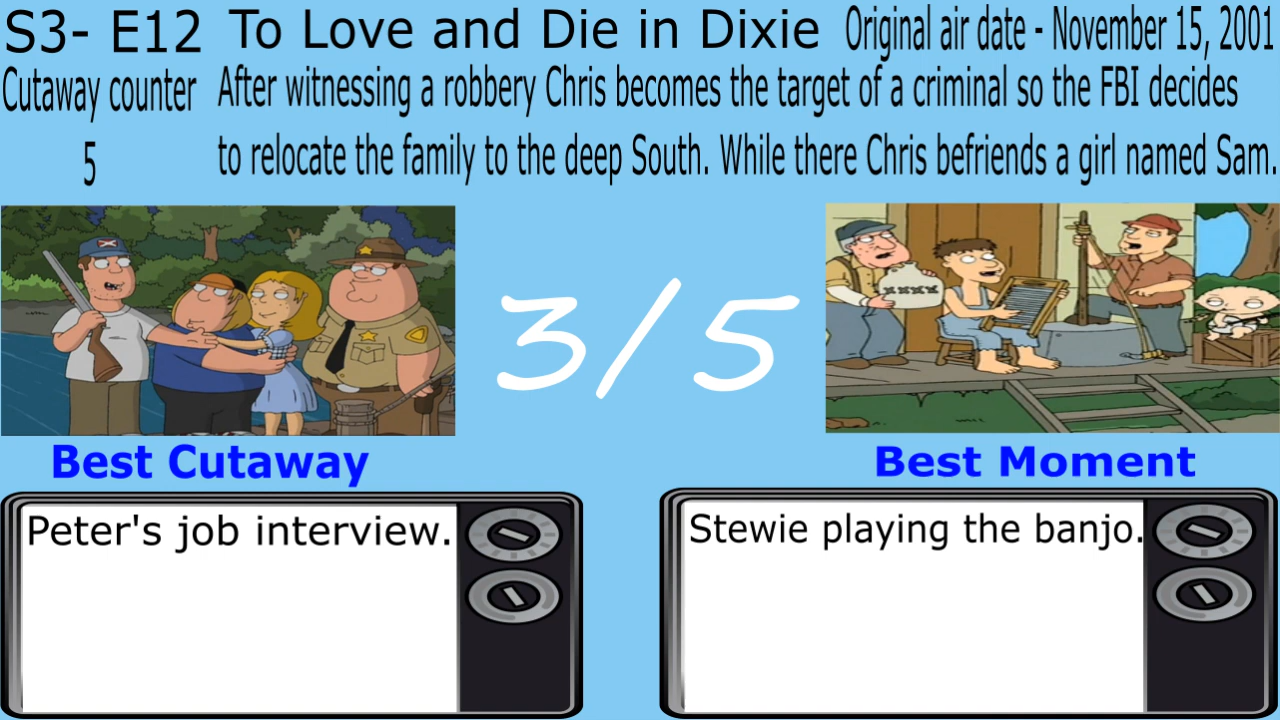 S3- E12 To Love and Die in Dixie Original air date - November 15, 2001
Cutaway counter
5
After witnessing a robbery Chris becomes the target of a criminal so the FBI decides
to relocate the family to the deep South. While there Chris befriends a girl named Sam.
3/5
XXXX
Best Cutaway
Best Moment
Peter's job interview.
Stewie playing the banjo.